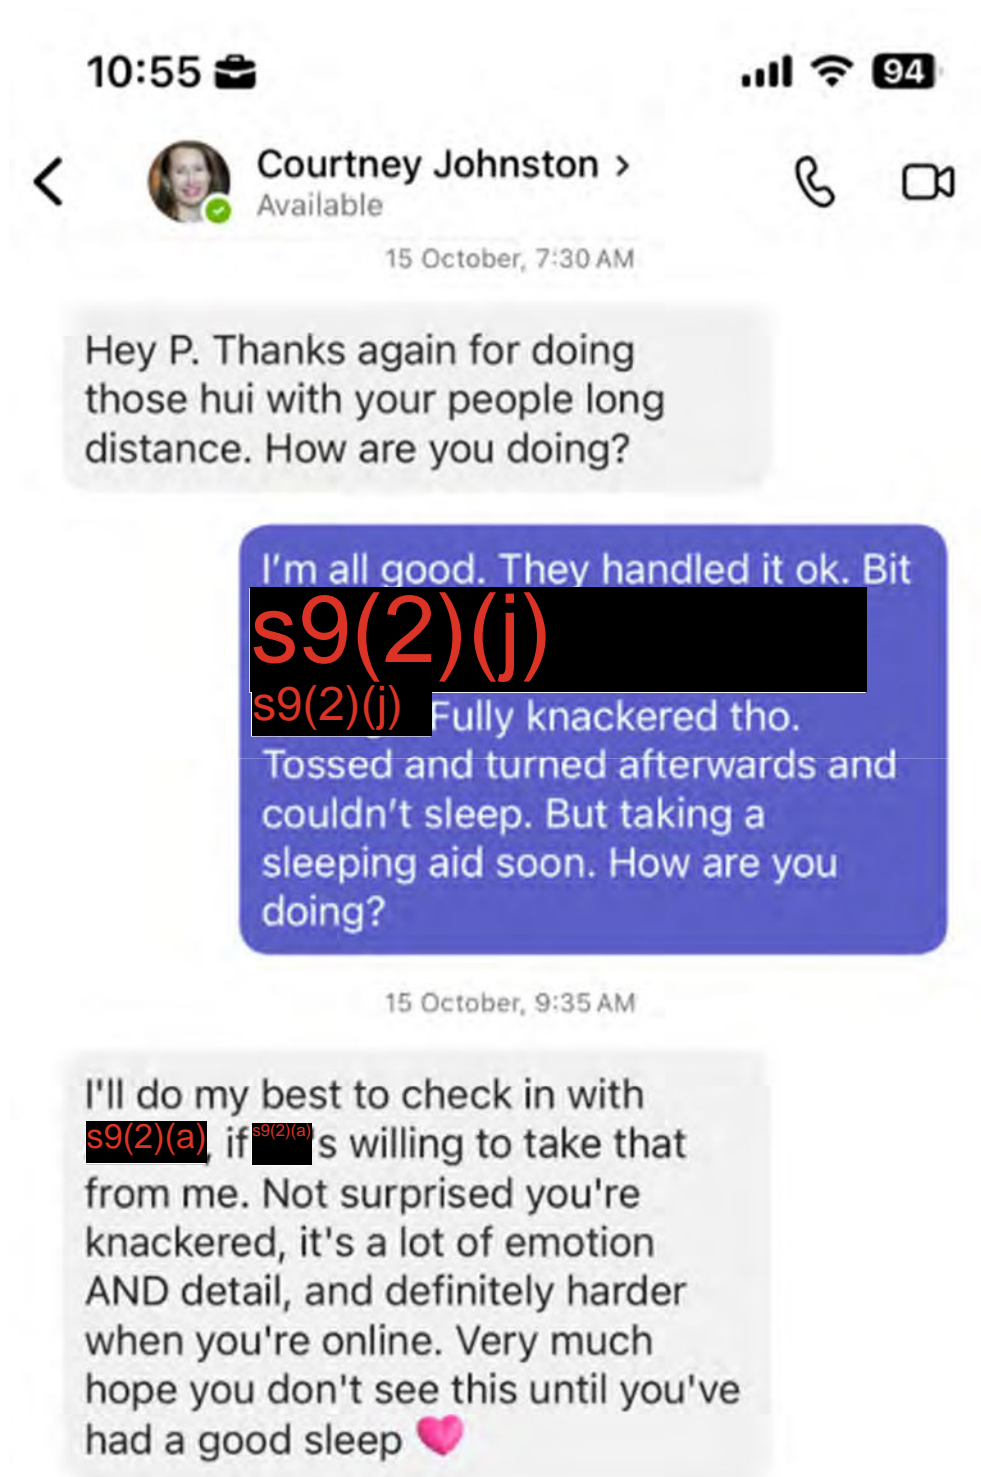 10:55
94
Courtney Johnston >
Available
15 October, 7:30 AM
Hey P. Thanks again for doing
those hui with your people long
distance. How are you doing?
I'm all good. They handled it ok. Bit
s9(2)(j)
s9(2)(j) Fully knackered tho.
Tossed and turned afterwards and
couldn't sleep. But taking a
sleeping aid soon. How are you
doing?
15 October, 9:35 AM
I'll do my best to check in with
s9(2)(a), if s9(2)(a)'s willing to take that
from me. Not surprised you're
knackered, it's a lot of emotion
AND detail, and definitely harder
when you're online. Very much
hope you don't see this until you've
had a good sleep 💗